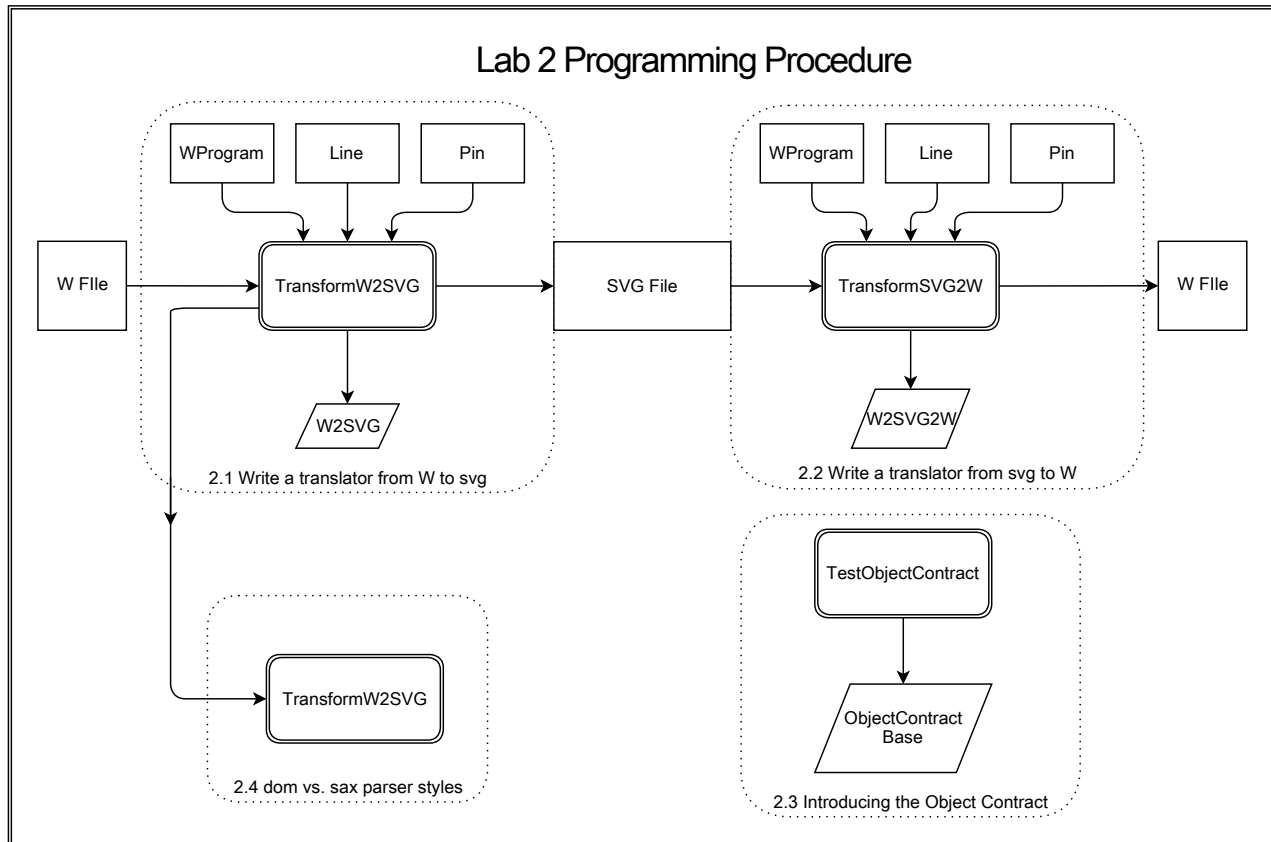 Lab 2 Programming Procedure
WProgram
Line
Pin
WProgram
Line
Pin
W FIle
TransformW2SVG
SVG File
TransformSVG2W
W FIle
W2SVG
W2SVG2W
2.1 Write a translator from W to svg
2.2 Write a translator from svg to W
TestObjectContract
TransformW2SVG
ObjectContract
Base
2.4 dom vs. sax parser styles
2.3 Introducing the Object Contract